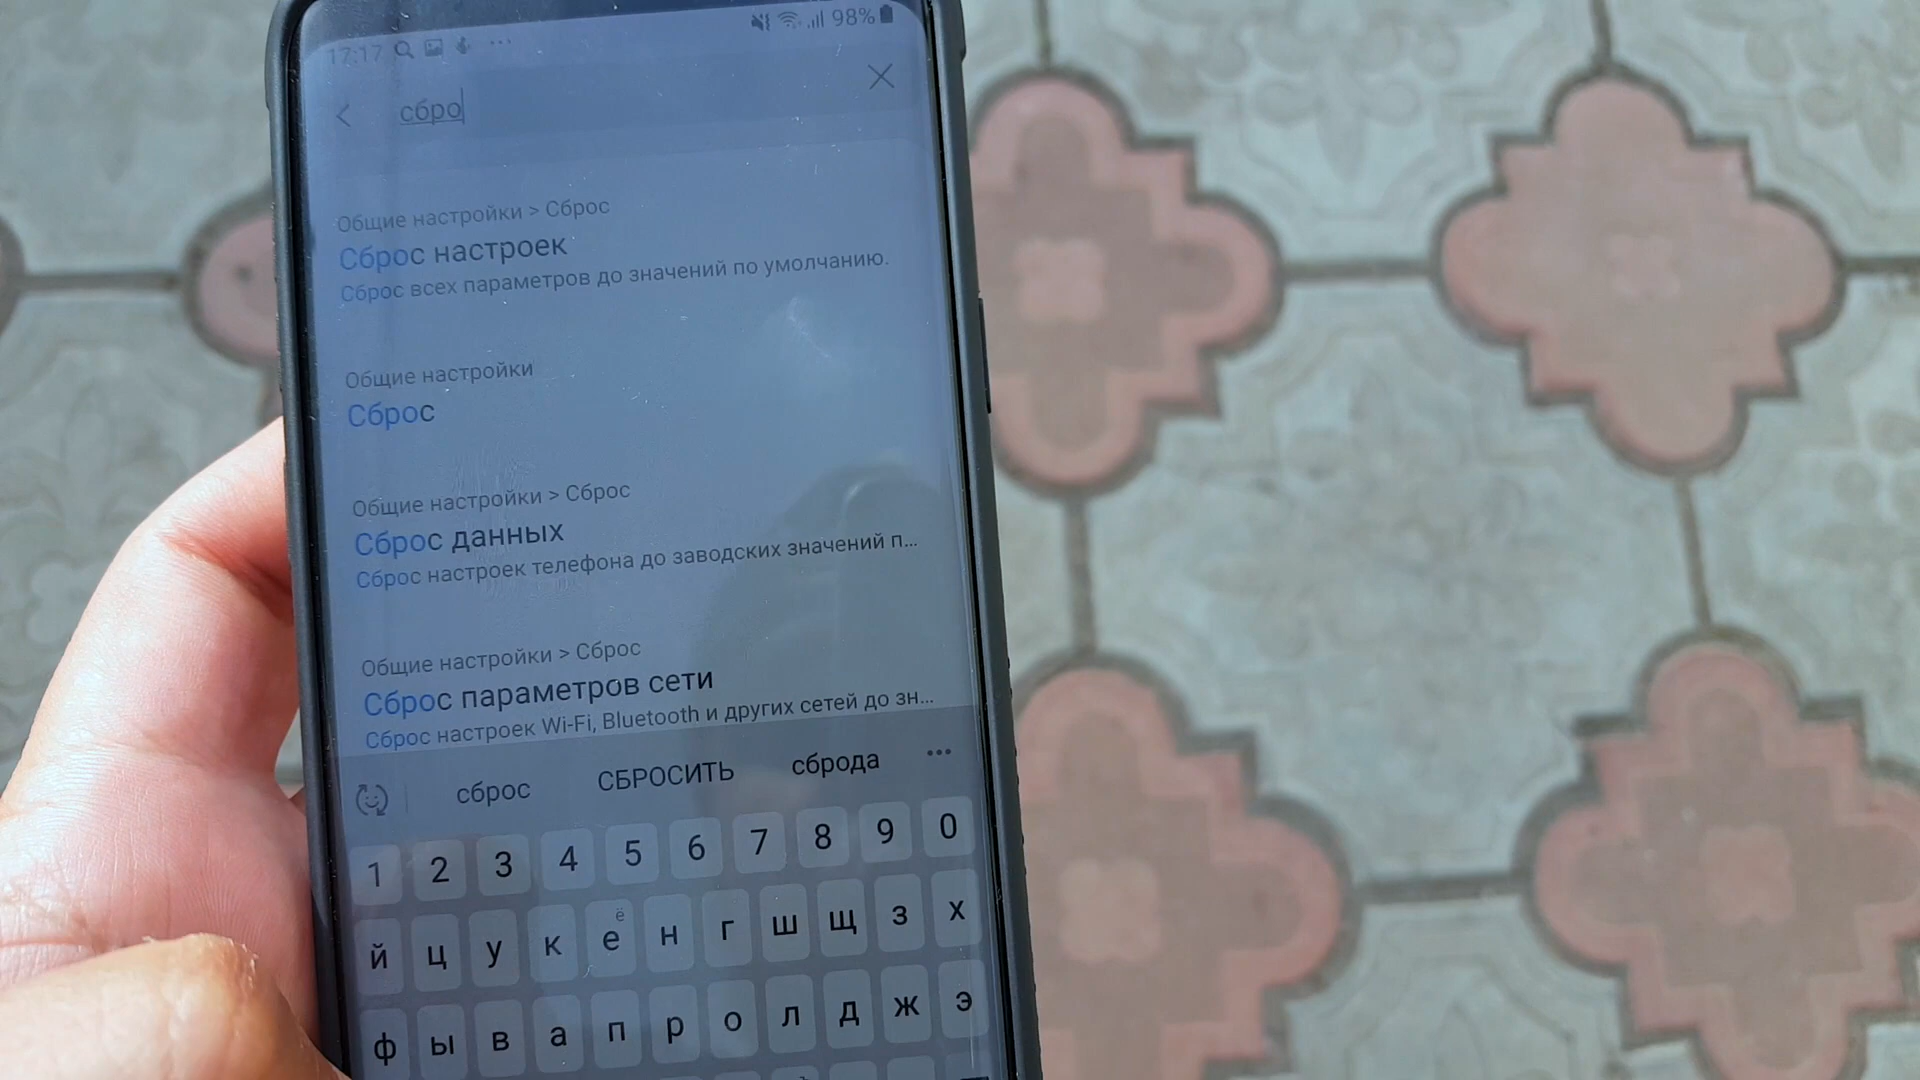 17:17 98%
сбро
Общие настройки > Сброс
Сброс настроек
Сброс всех параметров до значений по умолчанию.
Общие настройки
Сброс
Общие настройки > Сброс
Сброс данных
Сброс настроек телефона до заводских значений п...
Общие настройки > Сброс
Сброс параметров сети
Сброс настроек Wi-Fi, Bluetooth и других сетей до зн...
сброс СБРОСИТЬ сброда
1 2 3 4 5 6 7 8 9 0
ё
й ц у к е н г ш щ з х
ф ы в а п р о л д ж э